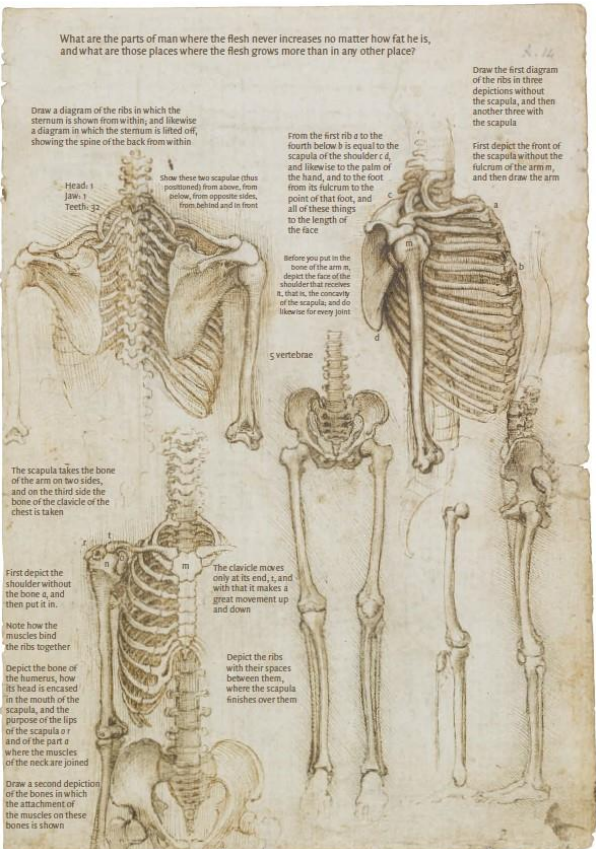 What are the parts of man where the flesh never increases no matter how fat he is,
and what are those places where the flesh grows more than in any other place?
Draw the first diagram
of the ribs in three
depictions without
the scapula, and then
another three with
the scapula
First depict the front of
the scapula without the
fulcrum of the arm m,
and then draw the arm
Draw a diagram of the ribs in which the
sternum is shown from within; and likewise
a diagram in which the sternum is lifted off,
showing the spine of the back from within
From the first rib a to the
fourth below b is equal to the
scapula of the shoulder c d,
and likewise to the palm of
the hand, and to the foot
from its fulcrum to the
point of that foot, and
all of these things
to the length of
the face
Head: 1
Jaw: 1
Teeth: 32
Show these two scapulae (thus
positioned) from above, from
below, from opposite sides,
from behind and in front
c
a
m
b
d
Before you put in the
bone of the arm m,
depict the face of the
shoulder that receives
it, that is, the concavity
of the scapula; and do
likewise for every joint
5 vertebrae
The scapula takes the bone
of the arm on two sides,
and on the third side the
bone of the clavicle of the
chest is taken
r
t
n
m
First depict the
shoulder without
the bone a, and
then put it in.
Note how the
muscles bind
the ribs together
Depict the bone of
the humerus, how
its head is encased
in the mouth of the
scapula, and the
purpose of the lips
of the scapula o r
and of the part a
where the muscles
of the neck are joined
Draw a second depiction
of the bones in which
the attachment of
the muscles on these
bones is shown
The clavicle moves
only at its end, t, and
with that it makes a
great movement up
and down
Depict the ribs
with their spaces
between them,
where the scapula
finishes over them